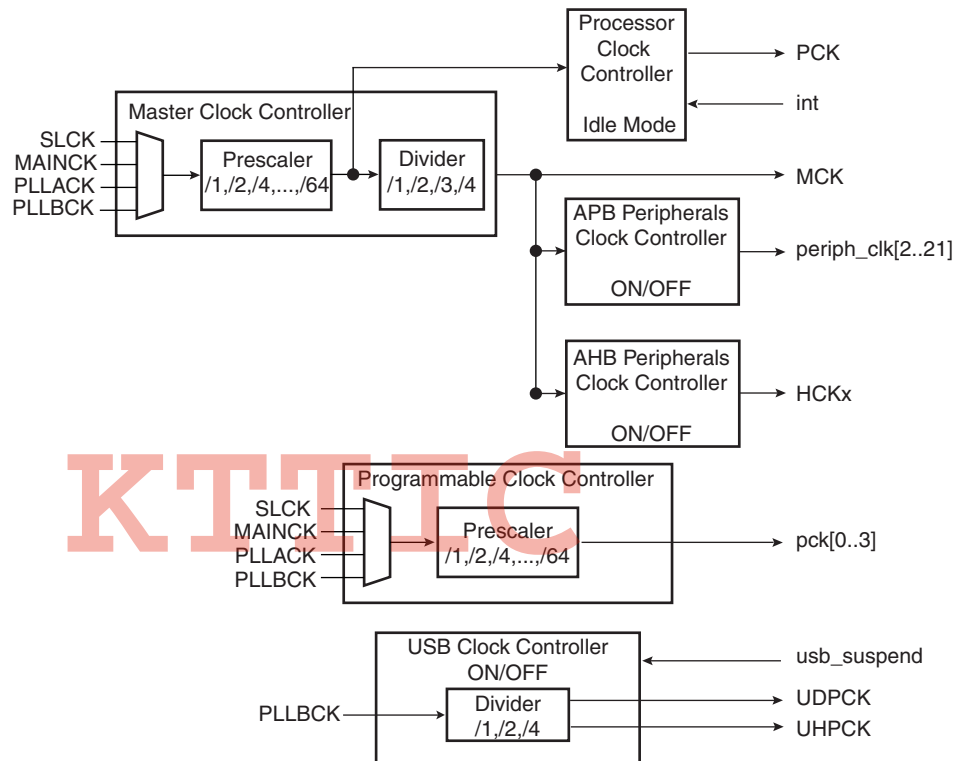 Processor
Clock
Controller
Idle Mode
PCK
int
Master Clock Controller
SLCK
MAINCK
PLLACK
PLLBCK
Prescaler
/1,/2,/4,...,/64
Divider
/1,/2,/3,/4
MCK
APB Peripherals
Clock Controller
ON/OFF
periph_clk[2..21]
AHB Peripherals
Clock Controller
ON/OFF
HCKx
KTTIC
Programmable Clock Controller
SLCK
MAINCK
PLLACK
PLLBCK
Prescaler
/1,/2,/4,...,/64
pck[0..3]
USB Clock Controller
ON/OFF
usb_suspend
PLLBCK
Divider
/1,/2,/4
UDPCK
UHPCK